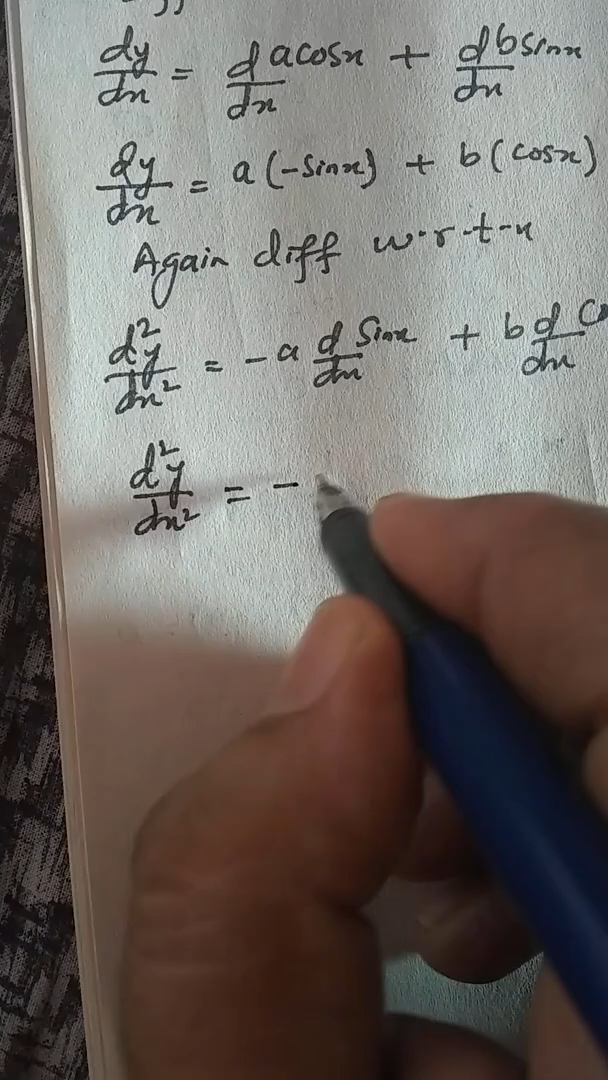 dy/dx = d/dx acosx + d/dx bsinx
dy/dx = a(-sinx) + b(cosx)
Again diff w.r.t-x
d²y/dx² = -a d/dx Sinx + b d/dx
d²y/dx² = -